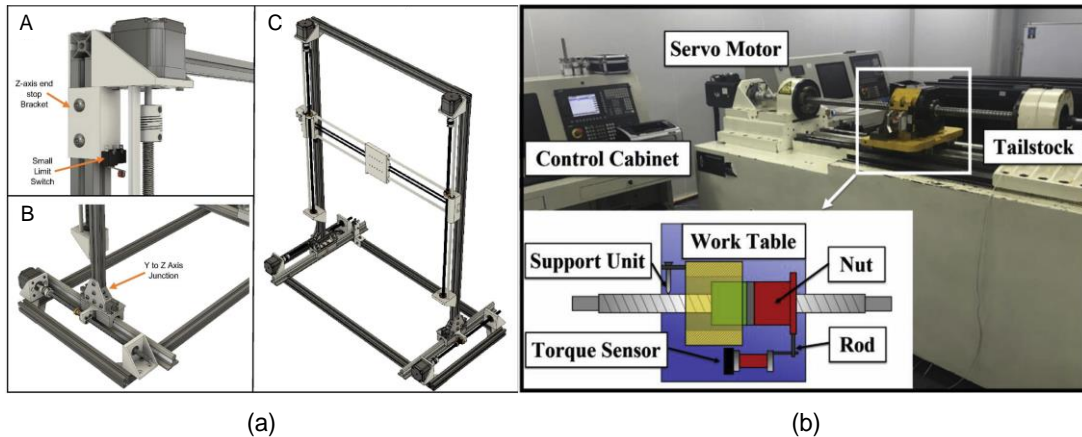 A
Z-axis end
stop
Bracket
Small
Limit
Switch
B
Y to Z Axis
Junction
C
(a)
Servo Motor
Control Cabinet
Tailstock
Work Table
Support Unit
Nut
Torque Sensor
Rod
(b)